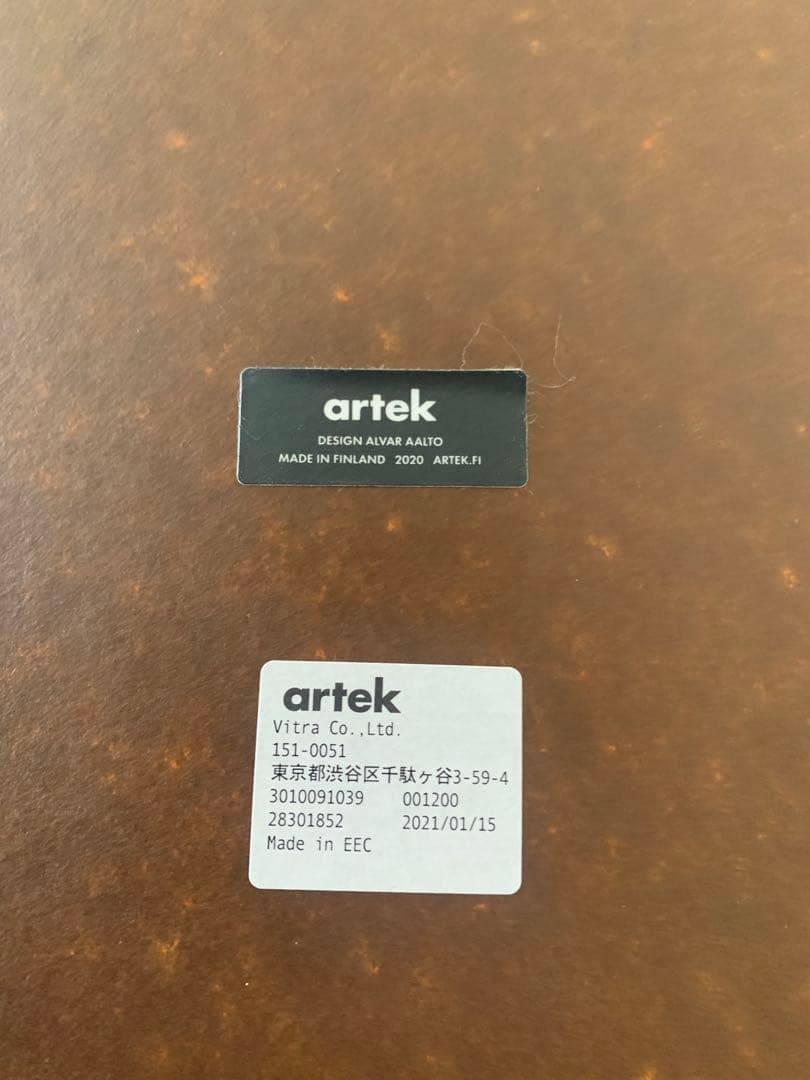 artek
DESIGN ALVAR AALTO
MADE IN FINLAND 2020 ARTEK.FI
artek
Vitra Co.,Ltd.
151-0051
東京都渋谷区千駄ヶ谷3-59-4
3010091039 001200
28301852 2021/01/15
Made in EEC